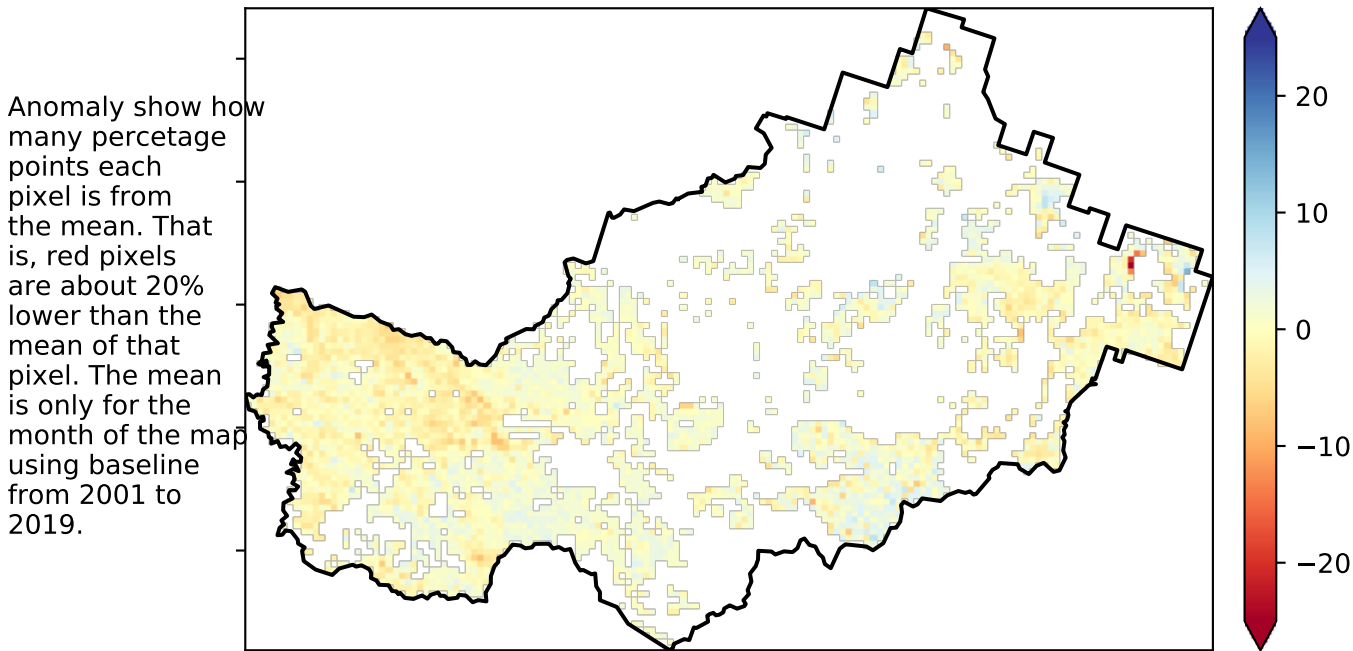 Anomaly show how
many percetage
points each
pixel is from
the mean. That
is, red pixels
are about 20%
lower than the
mean of that
pixel. The mean
is only for the
month of the map
using baseline
from 2001 to
2019.
20
10
0
−10
−20